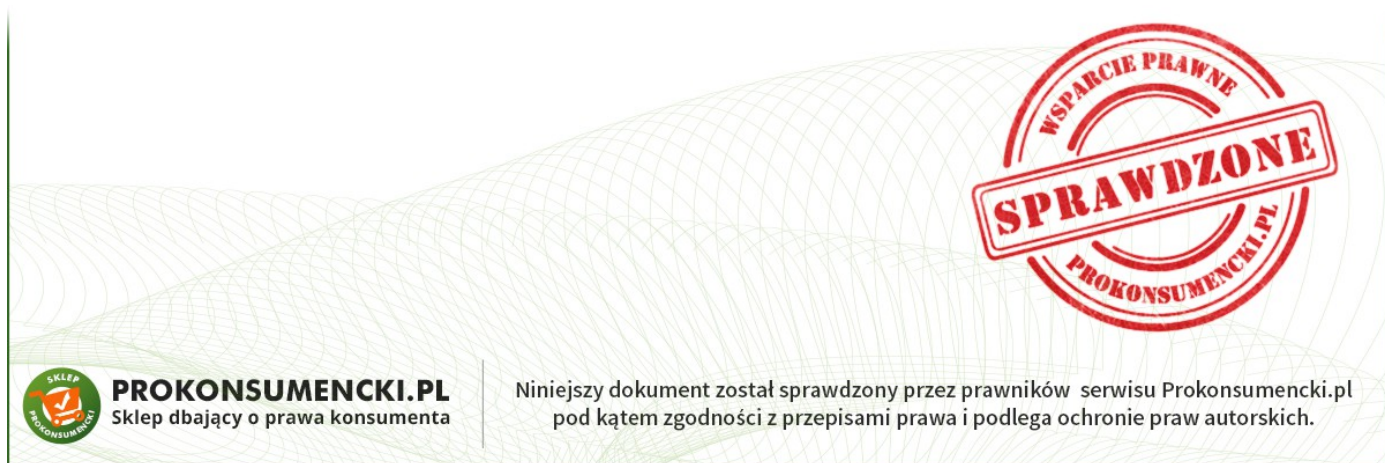 WSPARCIE PRAWNE
SPRAWDZONE
PROKONSUMENCKI.PL
SKLEP
PROKONSUMENCKI
PROKONSUMENCKI.PL
Sklep dbający o prawa konsumenta
Niniejszy dokument został sprawdzony przez prawników serwisu Prokonsumencki.pl
pod kątem zgodności z przepisami prawa i podlega ochronie praw autorskich.